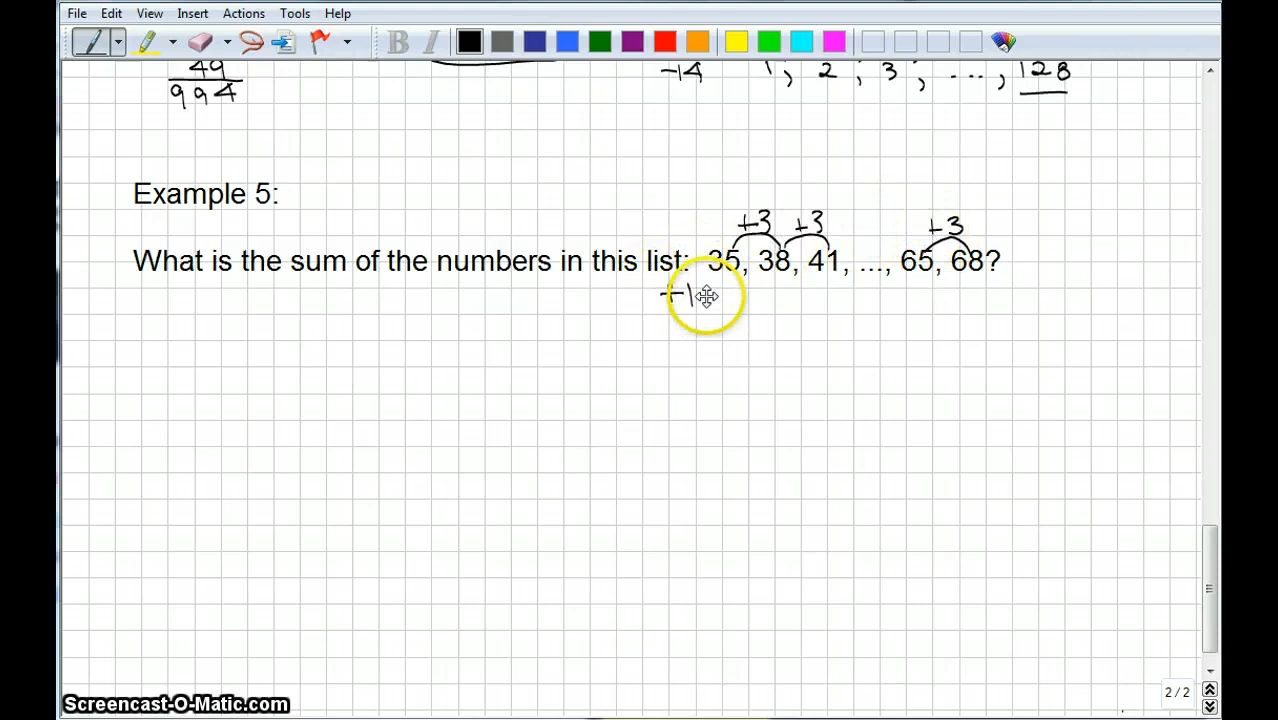 File Edit View Insert Actions Tools Help
B I
49
994
-14 1, 2, 3, ..., 128
Example 5:
+3 +3 +3
What is the sum of the numbers in this list: 35, 38, 41, ..., 65, 68?
+1
2 / 2
Screencast-O-Matic.com